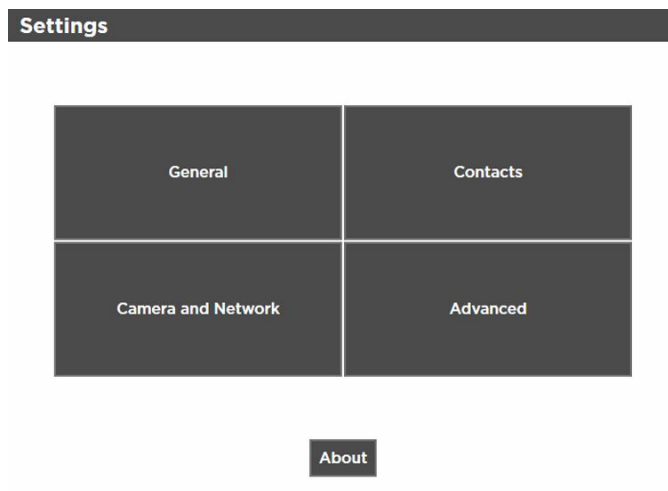 Settings
General
Contacts
Camera and Network
Advanced
About